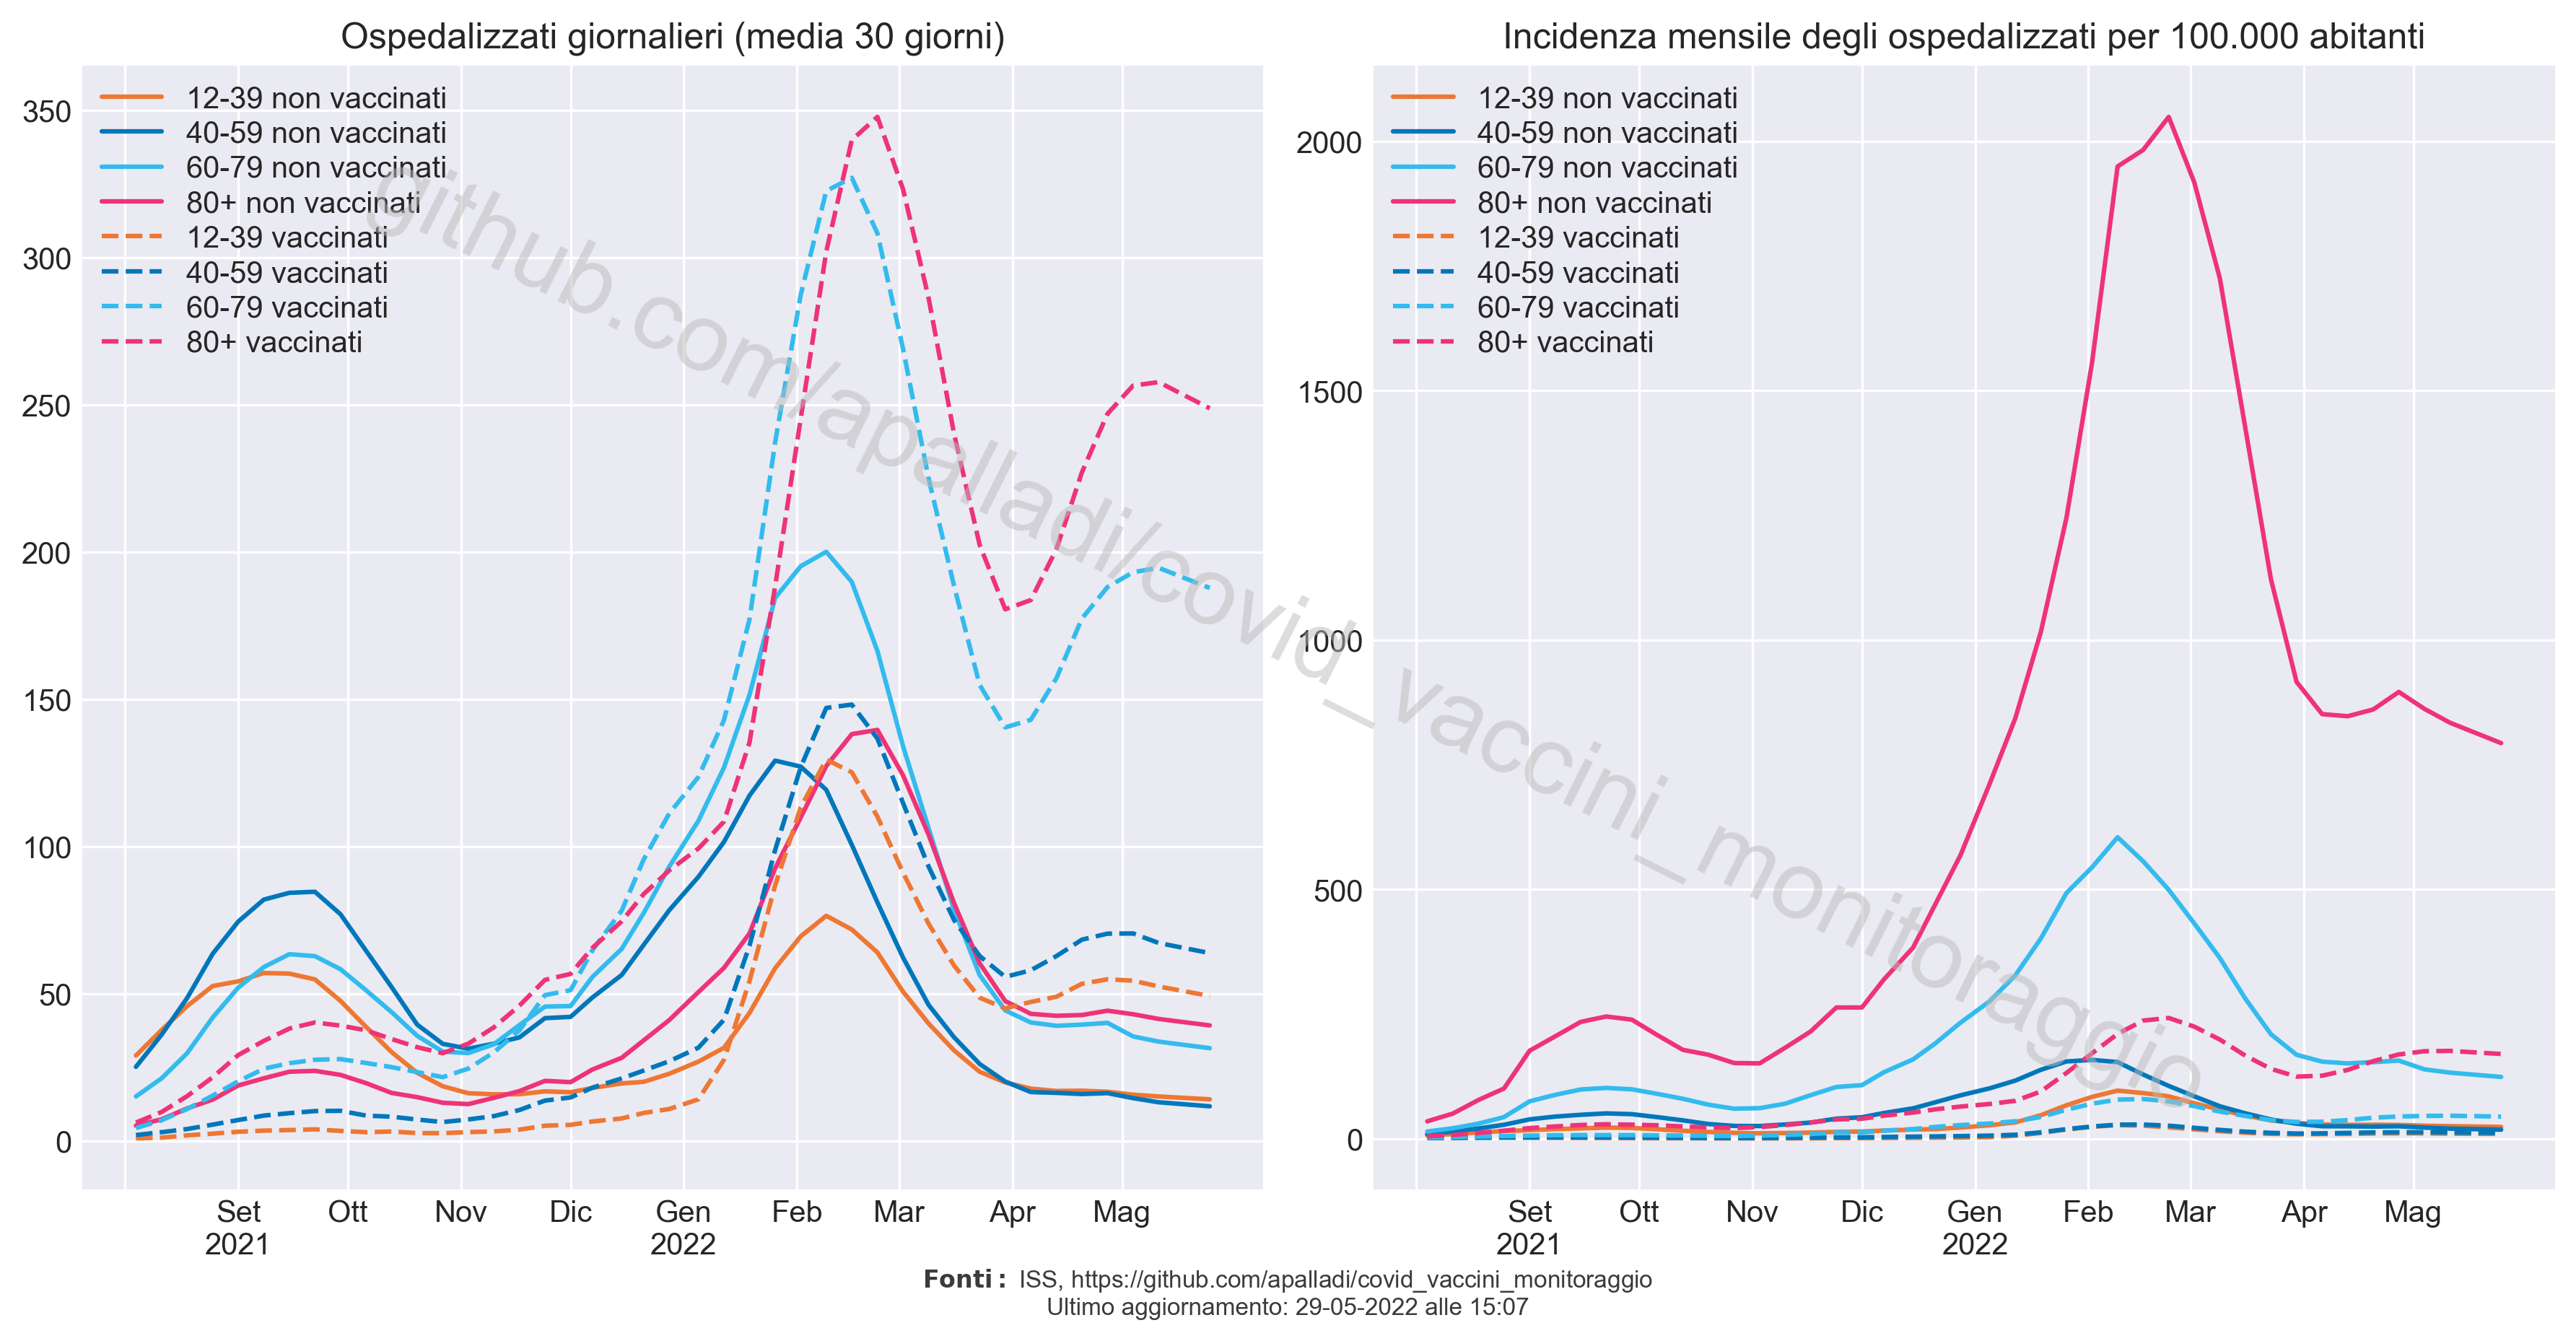 Ospedalizzati giornalieri (media 30 giorni)
350
300
250
200
150
100
50
0
12-39 non vaccinati
40-59 non vaccinati
60-79 non vaccinati
80+ non vaccinati
12-39 vaccinati
40-59 vaccinati
60-79 vaccinati
80+ vaccinati
Set Ott Nov Dic Gen Feb Mar Apr Mag
2021 2022
Incidenza mensile degli ospedalizzati per 100.000 abitanti
2000
1500
1000
500
0
12-39 non vaccinati
40-59 non vaccinati
60-79 non vaccinati
80+ non vaccinati
12-39 vaccinati
40-59 vaccinati
60-79 vaccinati
80+ vaccinati
Set Ott Nov Dic Gen Feb Mar Apr Mag
2021 2022
github.com/apalladi/covid_vaccini_monitoraggio
Fonti: ISS, https://github.com/apalladi/covid_vaccini_monitoraggio
Ultimo aggiornamento: 29-05-2022 alle 15:07